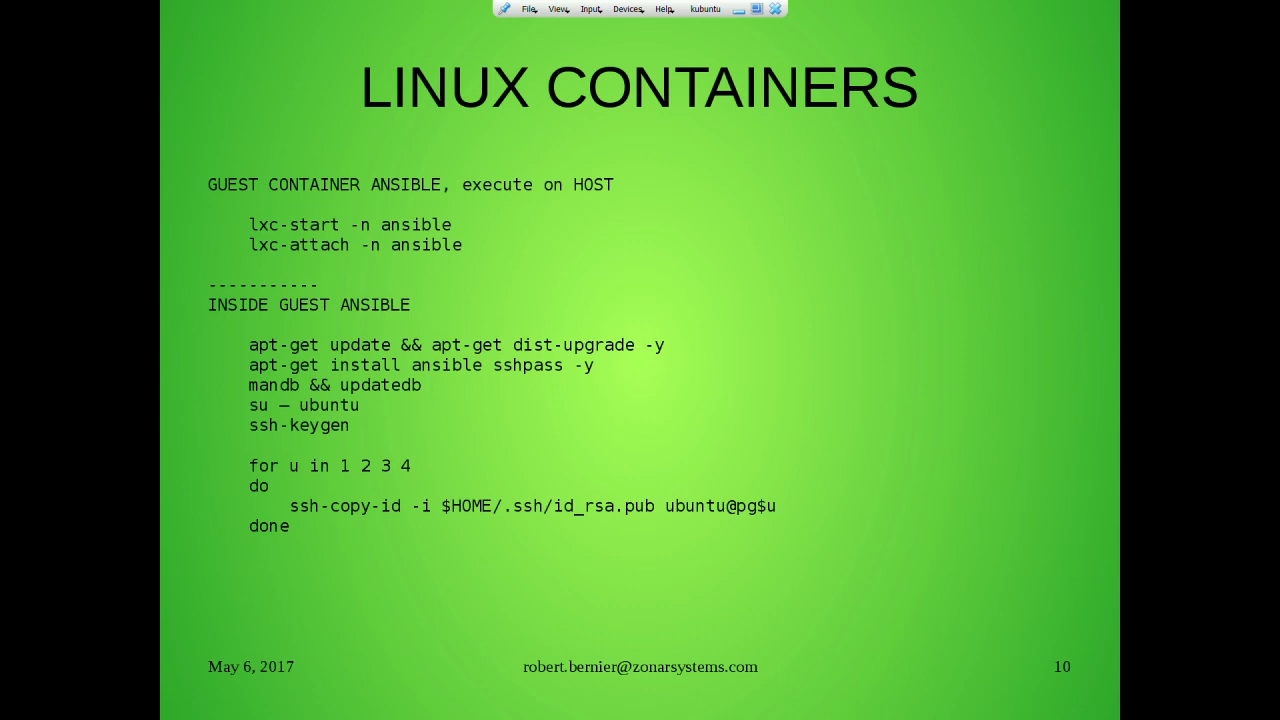 File View Input Devices Help kubuntu
LINUX CONTAINERS
GUEST CONTAINER ANSIBLE, execute on HOST
lxc-start -n ansible
lxc-attach -n ansible
-----------
INSIDE GUEST ANSIBLE
apt-get update && apt-get dist-upgrade -y
apt-get install ansible sshpass -y
mandb && updatedb
su – ubuntu
ssh-keygen
for u in 1 2 3 4
do
ssh-copy-id -i $HOME/.ssh/id_rsa.pub ubuntu@pg$u
done
May 6, 2017 robert.bernier@zonarsystems.com 10